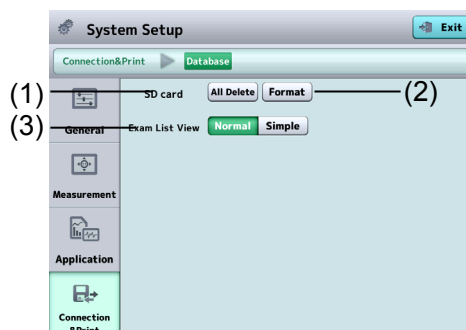 System Setup
Exit
Connection&Print
Database
(1)
SD card
All Delete
Format
(2)
General
(3)
Exam List View
Normal
Simple
Measurement
Application
Connection
&Print